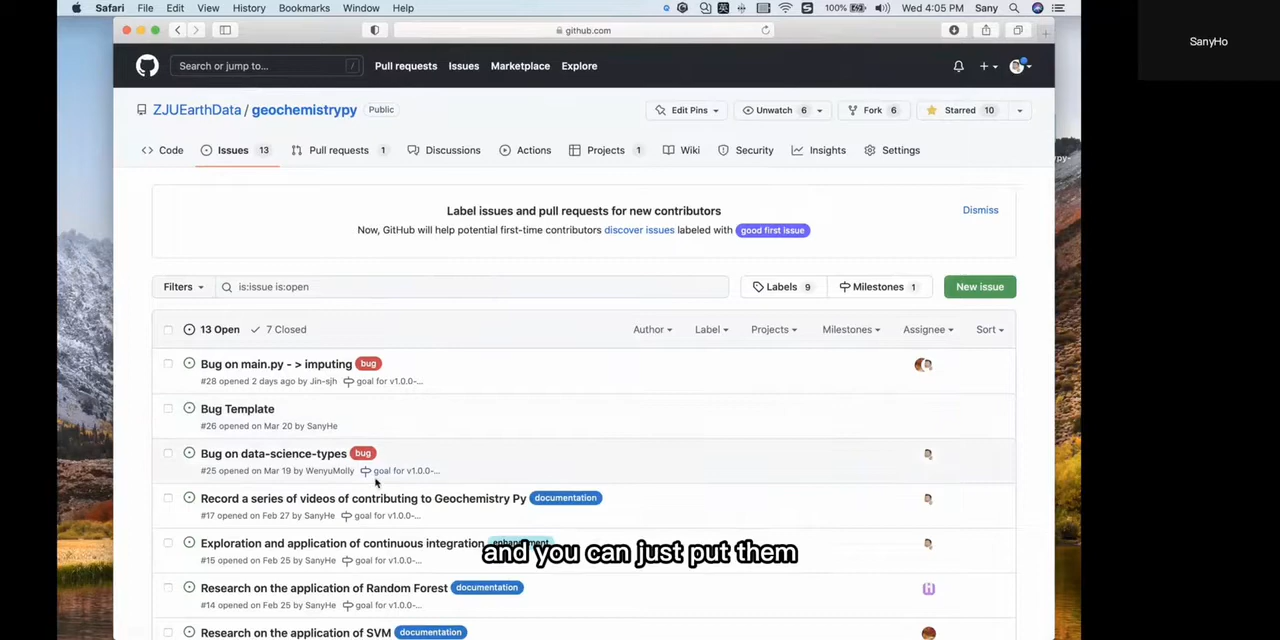 Safari File Edit View History Bookmarks Window Help 100% Wed 4:05 PM Sany
SanyHo
github.com
Search or jump to... / Pull requests Issues Marketplace Explore
ZJUEarthData / geochemistrypy Public Edit Pins Unwatch 6 Fork 6 Starred 10
Code Issues 13 Pull requests 1 Discussions Actions Projects 1 Wiki Security Insights Settings
Label issues and pull requests for new contributors Dismiss
Now, GitHub will help potential first-time contributors discover issues labeled with good first issue
Filters is:issue is:open Labels 9 Milestones 1 New issue
13 Open 7 Closed Author Label Projects Milestones Assignee Sort
Bug on main.py - > imputing bug
#28 opened 2 days ago by Jin-sjh goal for v1.0.0-...
Bug Template
#26 opened on Mar 20 by SanyHe
Bug on data-science-types bug
#25 opened on Mar 19 by WenyuMolly goal for v1.0.0-...
Record a series of videos of contributing to Geochemistry Py documentation
#17 opened on Feb 27 by SanyHe goal for v1.0.0-...
Exploration and application of continuous integration enhancement
and you can just put them
#15 opened on Feb 25 by SanyHe goal for v1.0.0-...
Research on the application of Random Forest documentation
#14 opened on Feb 25 by SanyHe goal for v1.0.0-...
Research on the application of SVM documentation